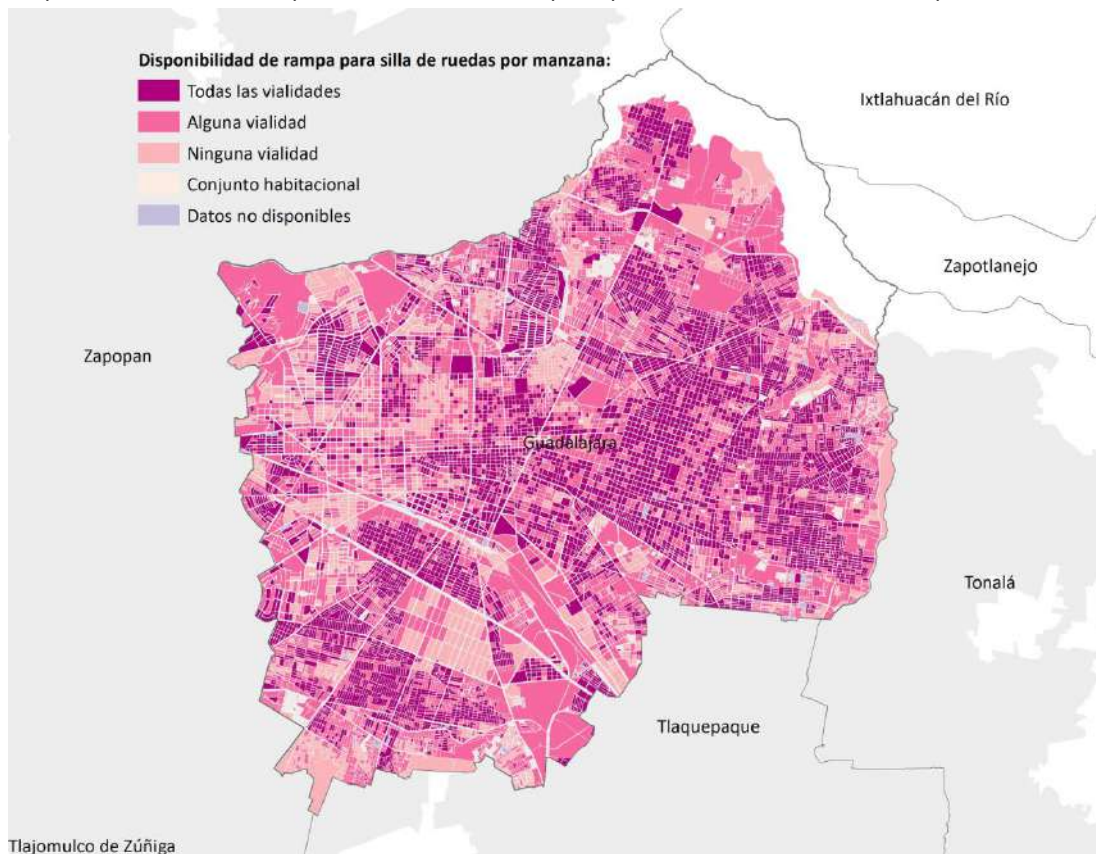 Disponibilidad de rampa para silla de ruedas por manzana:
Todas las vialidades
Alguna vialidad
Ninguna vialidad
Conjunto habitacional
Datos no disponibles
Ixtlahuacán del Río
Zapotlanejo
Zapopan
Guadalajara
Tonalá
Tlaquepaque
Tlajomulco de Zúñiga